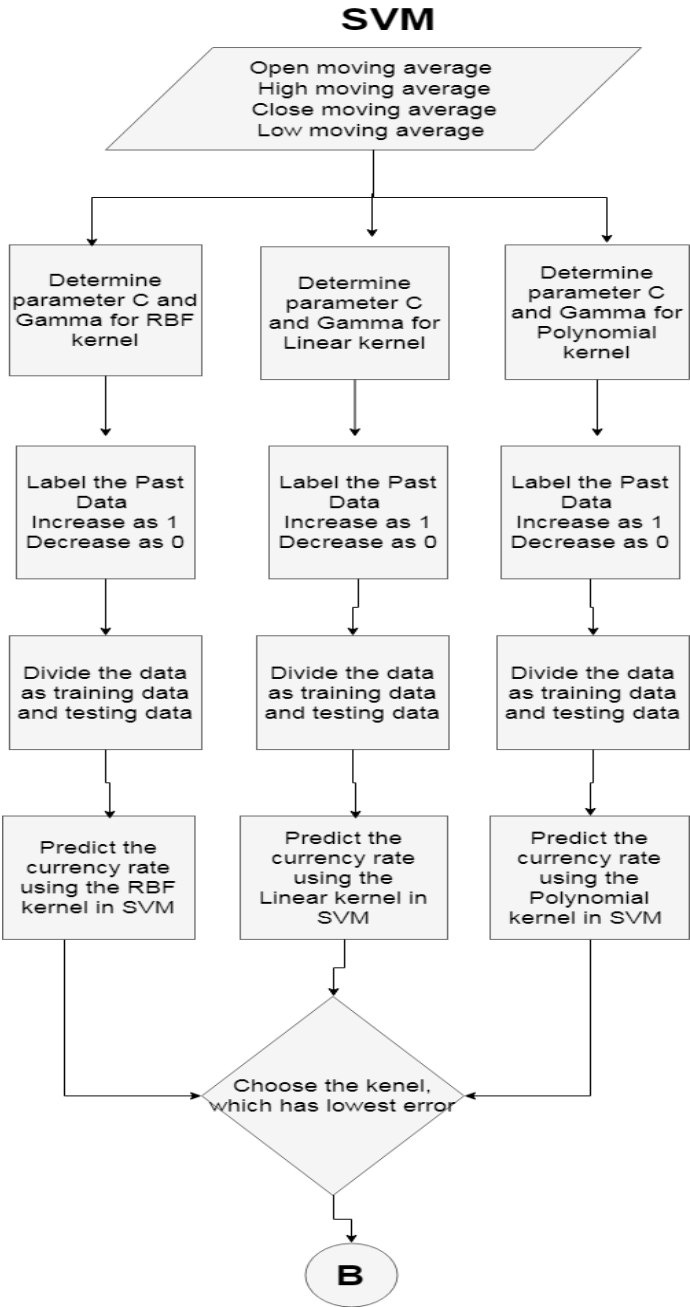 SVM
Open moving average
High moving average
Close moving average
Low moving average
Determine
parameter C and
Gamma for RBF
kernel
Determine
parameter C
and Gamma for
Linear kernel
Determine
parameter C
and Gamma for
Polynomial
kernel
Label the Past
Data
Increase as 1
Decrease as 0
Label the Past
Data
Increase as 1
Decrease as 0
Label the Past
Data
Increase as 1
Decrease as 0
Divide the data
as training data
and testing data
Divide the data
as training data
and testing data
Divide the data
as training data
and testing data
Predict the
currency rate
using the RBF
kernel in SVM
Predict the
currency rate
using the
Linear kernel in
SVM
Predict the
currency rate
using the
Polynomial
kernel in SVM
Choose the kenel,
which has lowest error
B